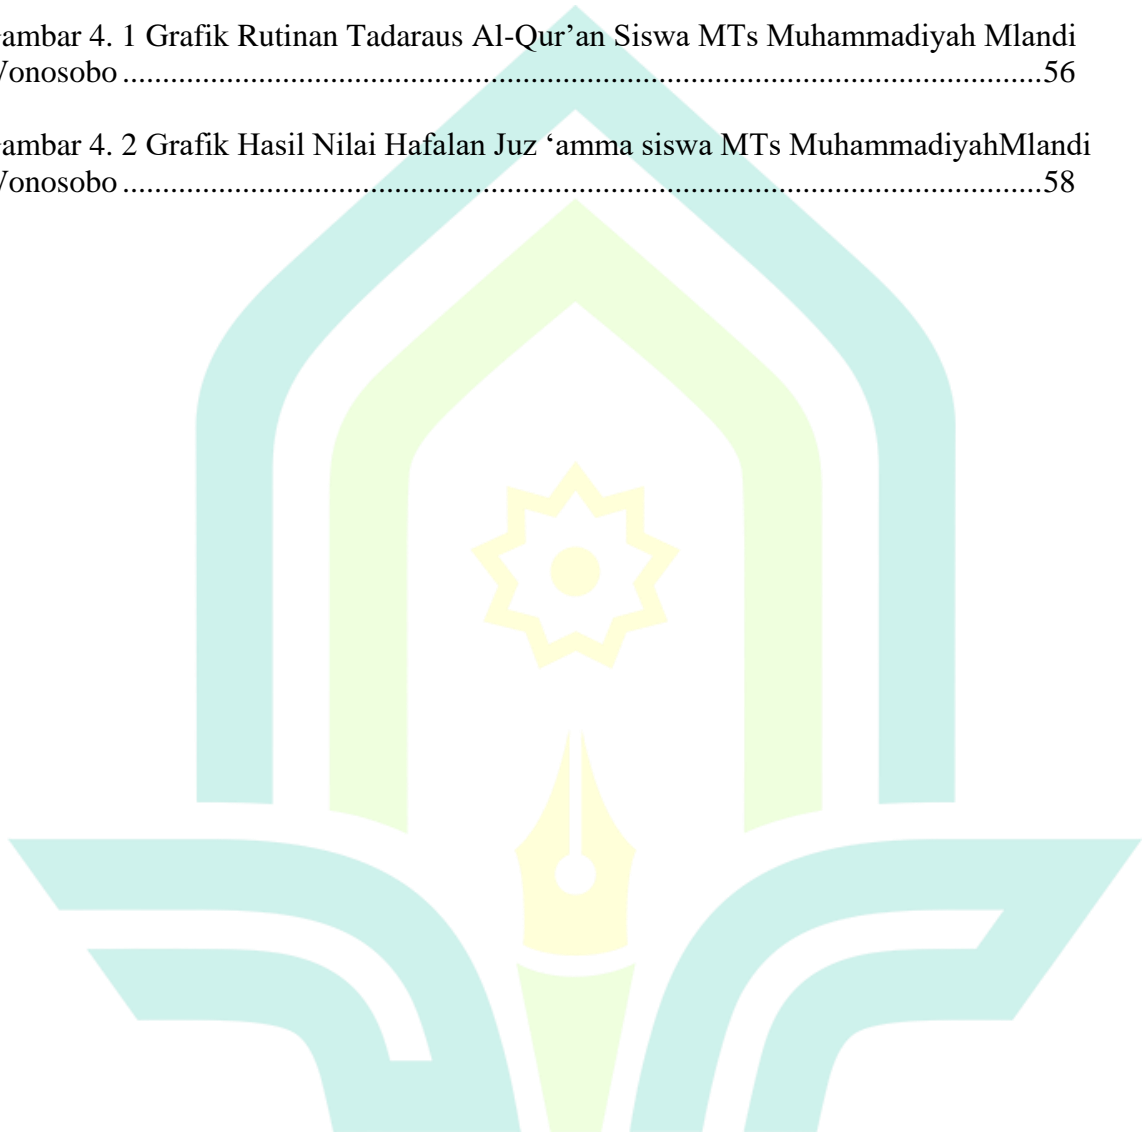 ambar 4. 1 Grafik Rutinan Tadaraus Al-Qur’an Siswa MTs Muhammadiyah Mlandi
Vonosobo ............................................................................................................56
ambar 4. 2 Grafik Hasil Nilai Hafalan Juz ‘amma siswa MTs MuhammadiyahMlandi
Vonosobo ............................................................................................................58